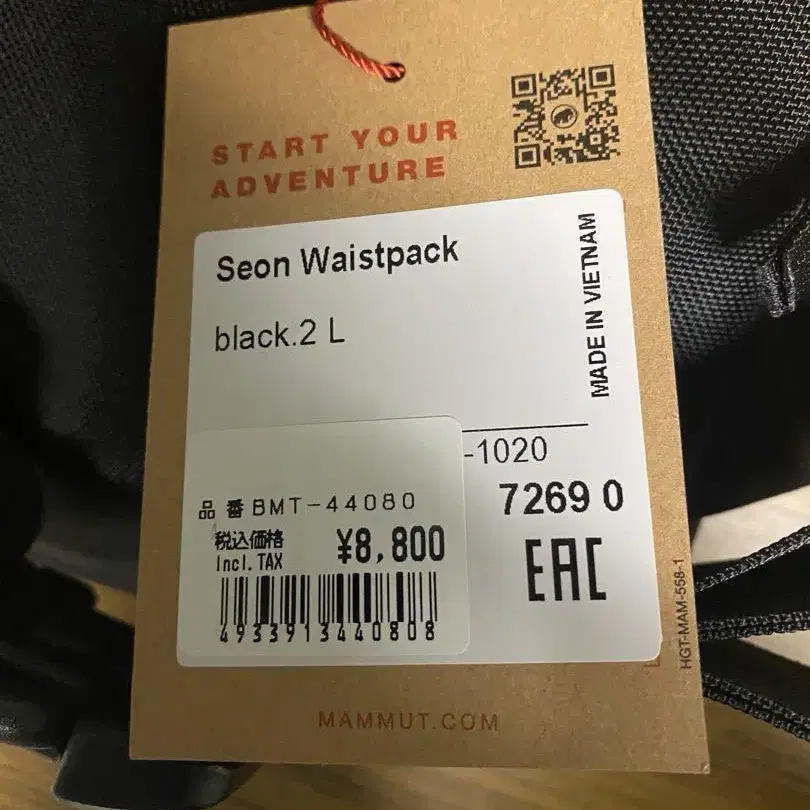 START YOUR
ADVENTURE
Seon Waistpack
black.2 L
MADE IN VIETNAM
-1020
7269 0
品 番 BMT-44080
税込価格
Incl. TAX
¥8,800
4933913440808
EAC
HGT-MAM-558-1
MAMMUT.COM